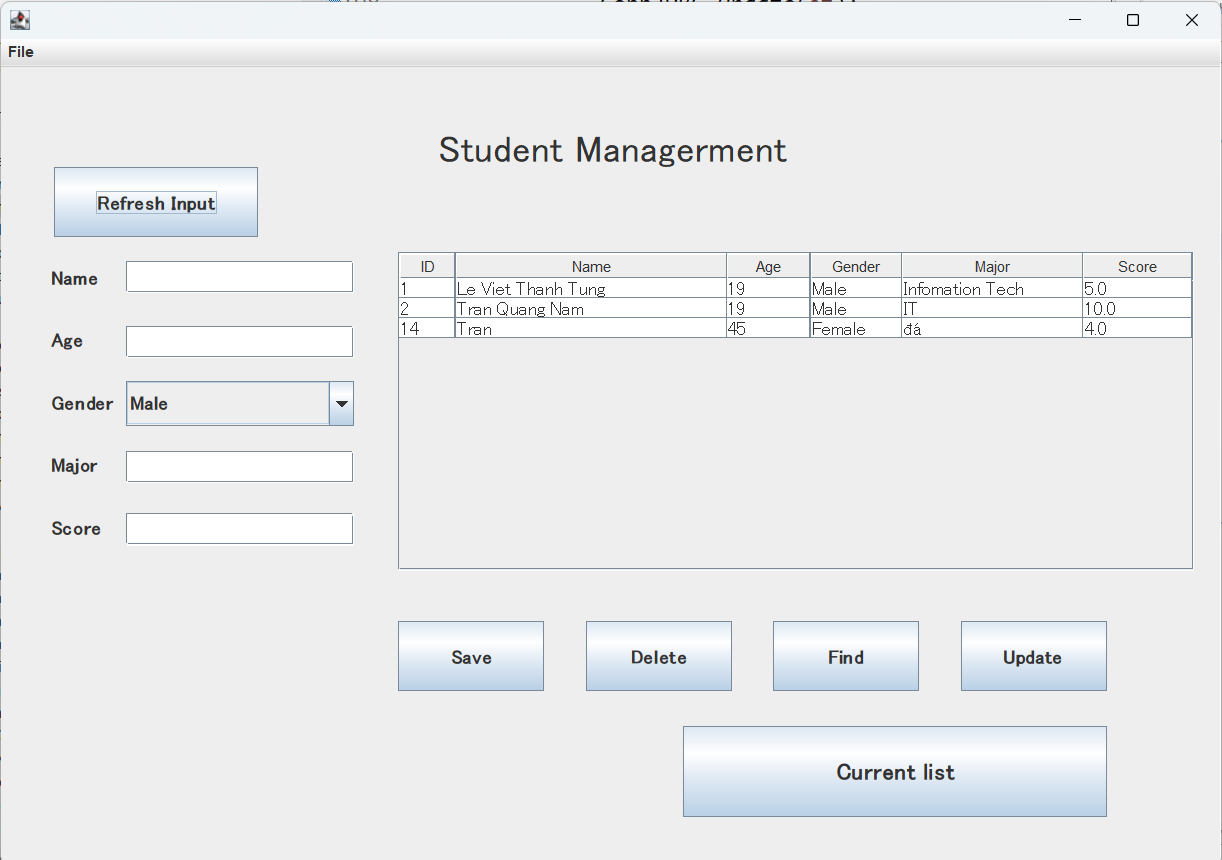 File
Student Managerment
Refresh Input
Name
Age
Gender Male
Major
Score
ID Name Age Gender Major Score
1 Le Viet Thanh Tung 19 Male Infomation Tech 5.0
2 Tran Quang Nam 19 Male IT 10.0
14 Tran 45 Female đá 4.0
Save Delete Find Update
Current list